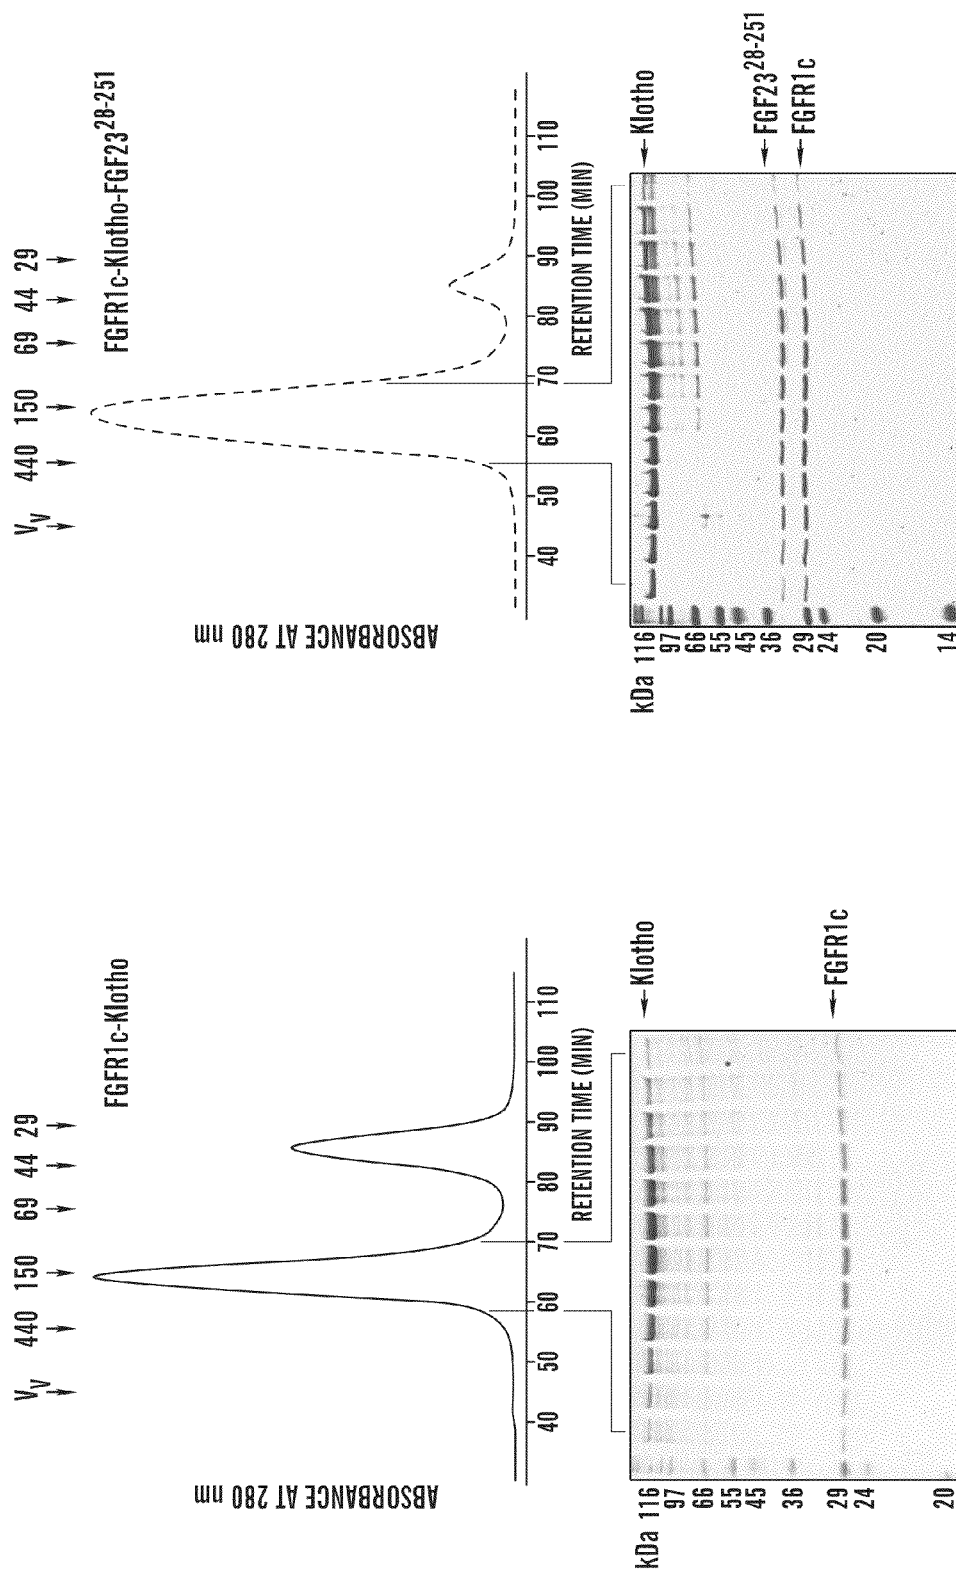 V_V 440 150 69 44 29
FGFR1c-Klotho
ABSORBANCE AT 280 nm
40 50 60 70 80 90 100 110
RETENTION TIME (MIN)
kDa 116
97
66
55
45
36
29
24
20
Klotho
FGFR1c
V_V 440 150 69 44 29
FGFR1c-Klotho-FGF23^28-251
ABSORBANCE AT 280 nm
40 50 60 70 80 90 100 110
RETENTION TIME (MIN)
kDa 116
97
66
55
45
36
29
24
20
14
Klotho
FGF23^28-251
FGFR1c